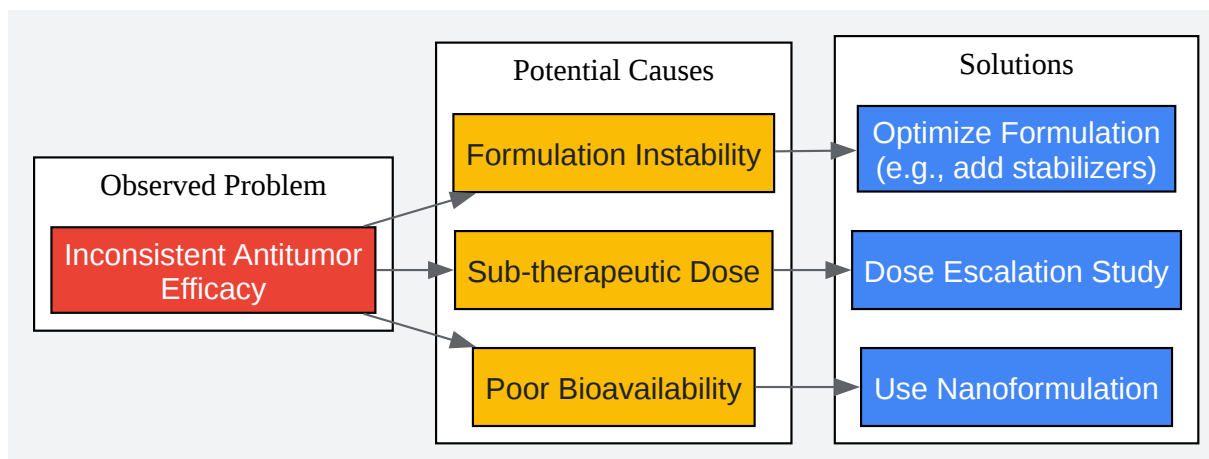 Observed Problem
Inconsistent Antitumor
Efficacy
Potential Causes
Formulation Instability
Sub-therapeutic Dose
Poor Bioavailability
Solutions
Optimize Formulation
(e.g., add stabilizers)
Dose Escalation Study
Use Nanoformulation